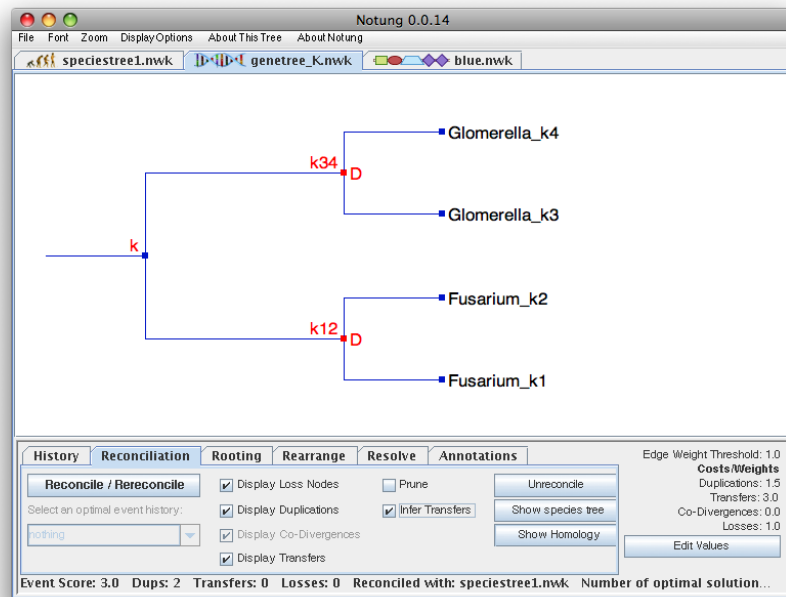 Notung 0.0.14
File Font Zoom Display Options About This Tree About Notung
speciestree1.nwk genetree_K.nwk blue.nwk
Glomerella_k4
k34
D
Glomerella_k3
k
Fusarium_k2
k12
D
Fusarium_k1
History Reconciliation Rooting Rearrange Resolve Annotations
Edge Weight Threshold: 1.0
Costs/Weights
Reconcile / Rereconcile Display Loss Nodes Prune Unreconcile
Duplications: 1.5
Transfers: 3.0
Select an optimal event history: Display Duplications Infer Transfers Show species tree
Co-Divergences: 0.0
Losses: 1.0
nothing Display Co-Divergences Show Homology
Edit Values
Display Transfers
Event Score: 3.0 Dups: 2 Transfers: 0 Losses: 0 Reconciled with: speciestree1.nwk Number of optimal solution...